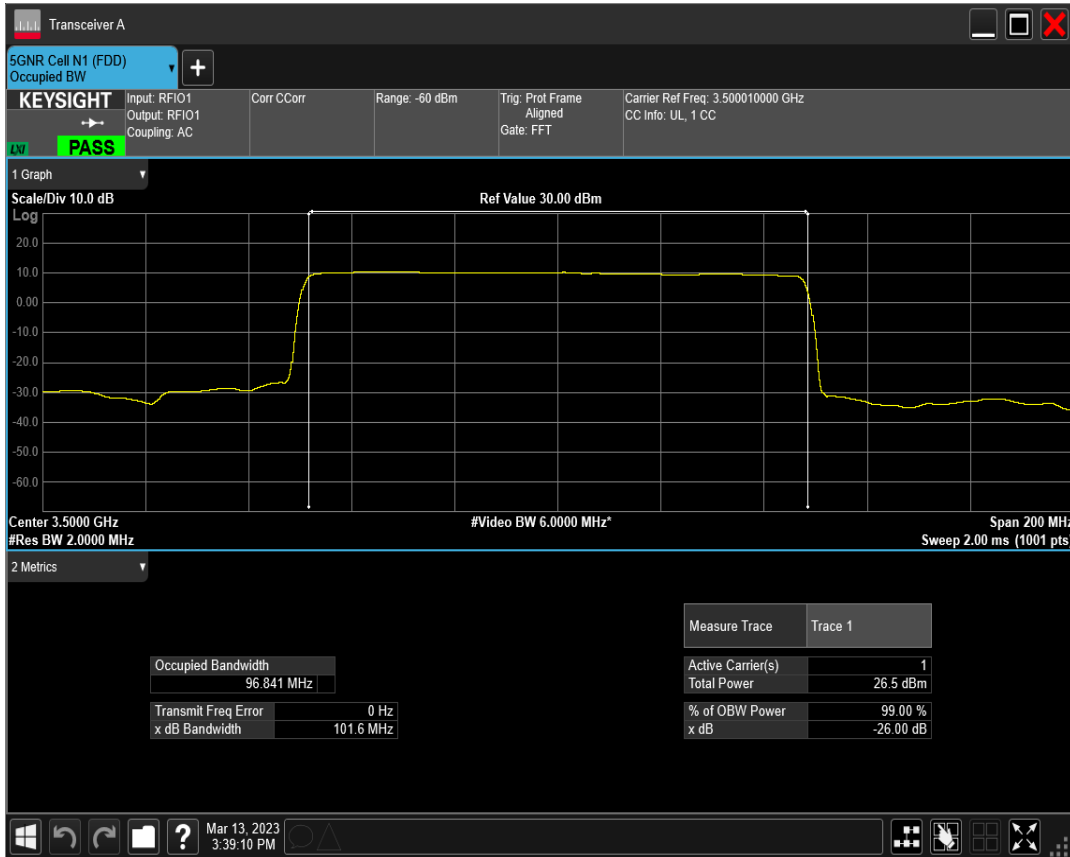 Transceiver A
5GNR Cell N1 (FDD)
Occupied BW
+
KEYSIGHT
LXI PASS
Input: RFIO1
Output: RFIO1
Coupling: AC
Corr CCorr
Range: -60 dBm
Trig: Prot Frame
Aligned
Gate: FFT
Carrier Ref Freq: 3.500010000 GHz
CC Info: UL, 1 CC
1 Graph
Scale/Div 10.0 dB
Ref Value 30.00 dBm
Log
20.0
10.0
0.00
-10.0
-20.0
-30.0
-40.0
-50.0
-60.0
Center 3.5000 GHz
#Video BW 6.0000 MHz*
Span 200 MHz
#Res BW 2.0000 MHz
Sweep 2.00 ms (1001 pts)
2 Metrics
Measure Trace Trace 1
Occupied Bandwidth
96.841 MHz
Active Carrier(s) 1
Total Power 26.5 dBm
Transmit Freq Error 0 Hz
x dB Bandwidth 101.6 MHz
% of OBW Power 99.00 %
x dB -26.00 dB
?
Mar 13, 2023
3:39:10 PM